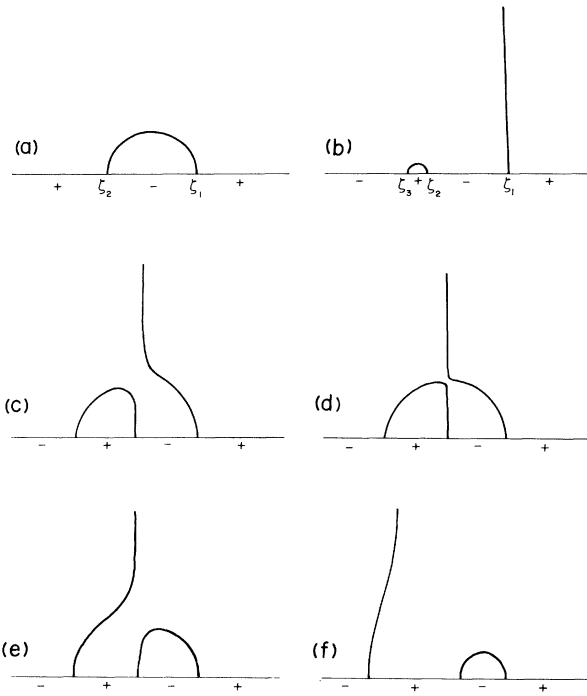 (a)
+ ζ₂ - ζ₁ +
(b)
- ζ₃ + ζ₂ - ζ₁ +
(c)
- + - +
(d)
- + - +
(e)
- + - +
(f)
- + - +